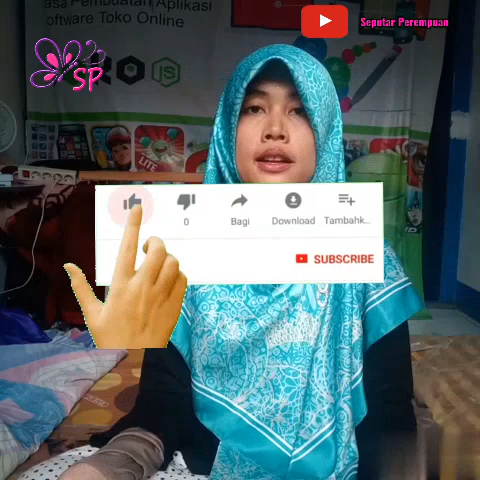 asa Pembuatan Aplikasi
oftware Toko Online
Seputar Perempuan
SP
JS
LITE
0
Bagi
Download
Tambahk...
SUBSCRIBE